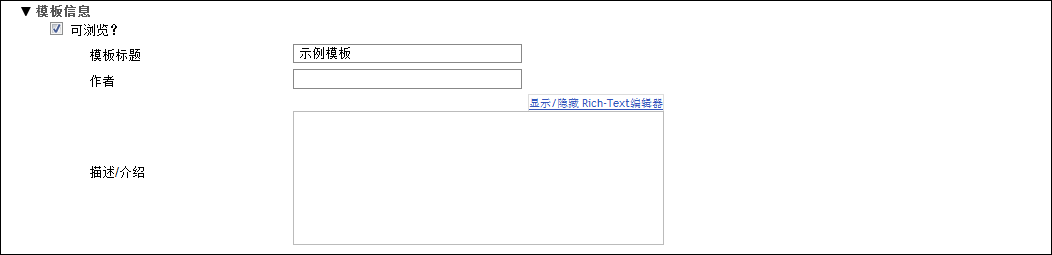 ▼ 模板信息
可浏览?
模板标题 示例模板
作者
显示/隐藏 Rich-Text编辑器
描述/介绍